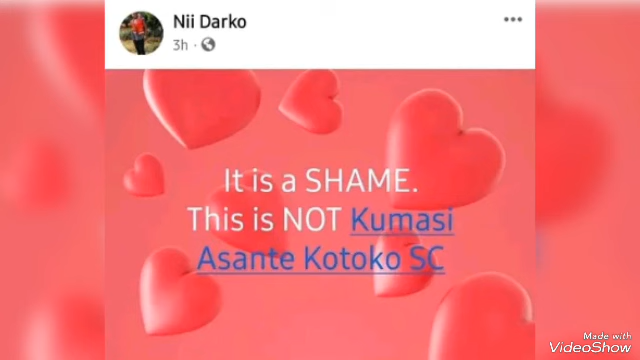 Nii Darko
3h
It is a SHAME.
This is NOT Kumasi
Asante Kotoko SC
Made with
VideoShow